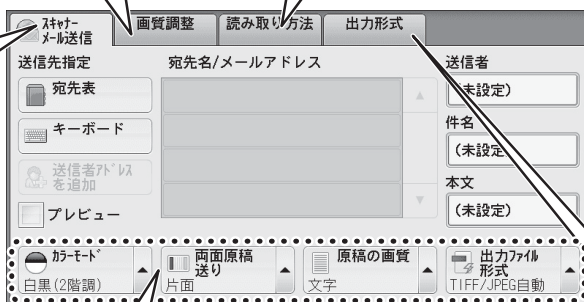 スキャナー
メール送信
画質調整
読み取り方法
出力形式
送信先指定
宛先名/メールアドレス
送信者
宛先表
(未設定)
キーボード
件名
(未設定)
送信者アドレス
を追加
本文
プレビュー
(未設定)
カラーモード
白黒(2階調)
両面原稿
送り
片面
原稿の画質
文字
出力ファイル
形式
TIFF/JPEG自動